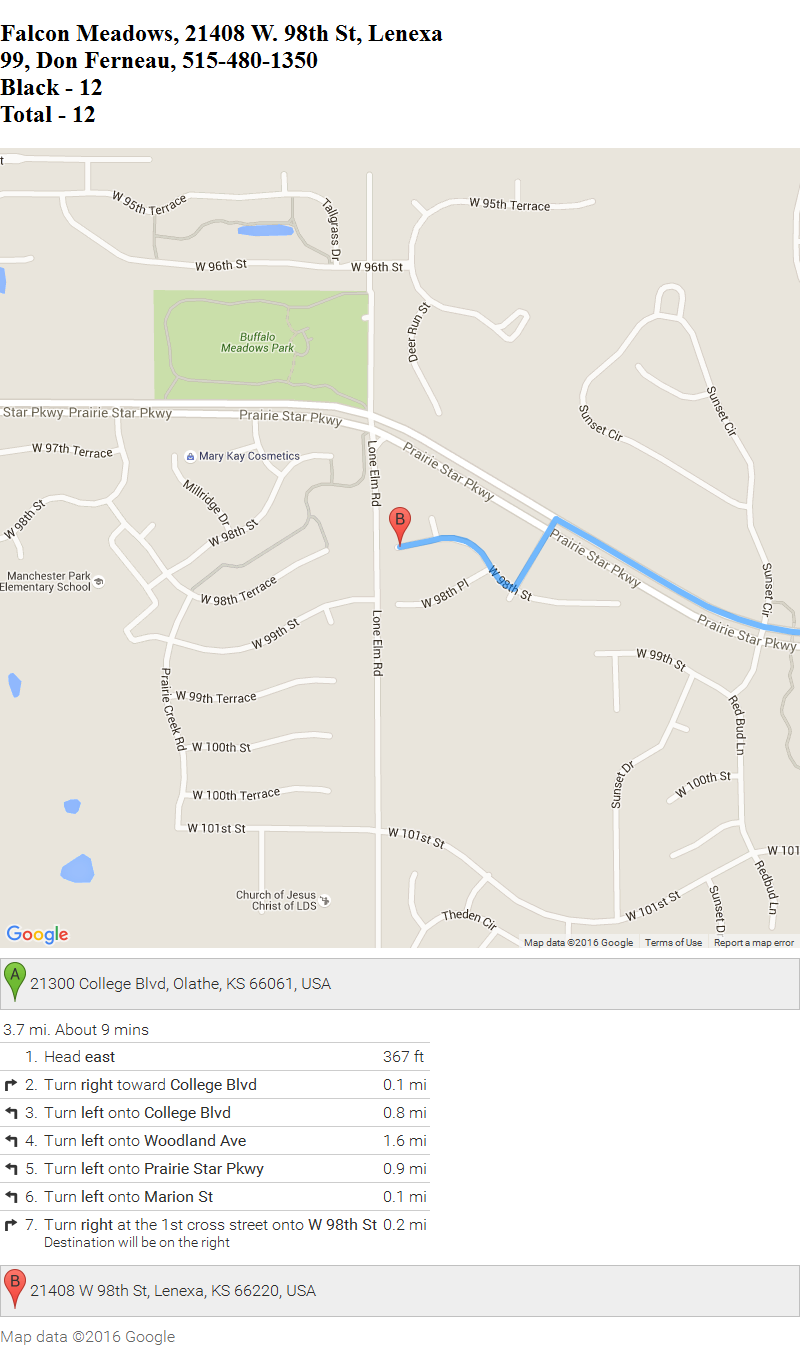 Falcon Meadows, 21408 W. 98th St, Lenexa
99, Don Ferneau, 515-480-1350
Black - 12
Total - 12
t
W 95th Terrace
Tallgrass Dr
W 95th Terrace
W 96th St
W 96th St
Deer Run St
Buffalo
Meadows Park
Sunset Cir
Sunset Cir
Star Pkwy Prairie Star Pkwy
Prairie Star Pkwy
Prairie Star Pkwy
W 97th Terrace
Mary Kay Cosmetics
Lone Elm Rd
Millridge Dr
W 98th St
W 98th St
B
Prairie Star Pkwy
Manchester Park
Elementary School
W 98th Terrace
W 98th Pl
W 98th St
Sunset Cir
W 99th St
Lone Elm Rd
Prairie Star Pkwy
W 99th St
Prairie Creek Rd
W 99th Terrace
Red Bud Ln
W 100th St
W 100th St
Sunset Dr
W 100th Terrace
W 101st St
W 101st St
W 101
Redbud Ln
Church of Jesus
Christ of LDS
Theden Cir
W 101st St
Sunset D
Google
Map data ©2016 Google Terms of Use Report a map error
A 21300 College Blvd, Olathe, KS 66061, USA
3.7 mi. About 9 mins
1. Head east 367 ft
2. Turn right toward College Blvd 0.1 mi
3. Turn left onto College Blvd 0.8 mi
4. Turn left onto Woodland Ave 1.6 mi
5. Turn left onto Prairie Star Pkwy 0.9 mi
6. Turn left onto Marion St 0.1 mi
7. Turn right at the 1st cross street onto W 98th St 0.2 mi
Destination will be on the right
B 21408 W 98th St, Lenexa, KS 66220, USA
Map data ©2016 Google